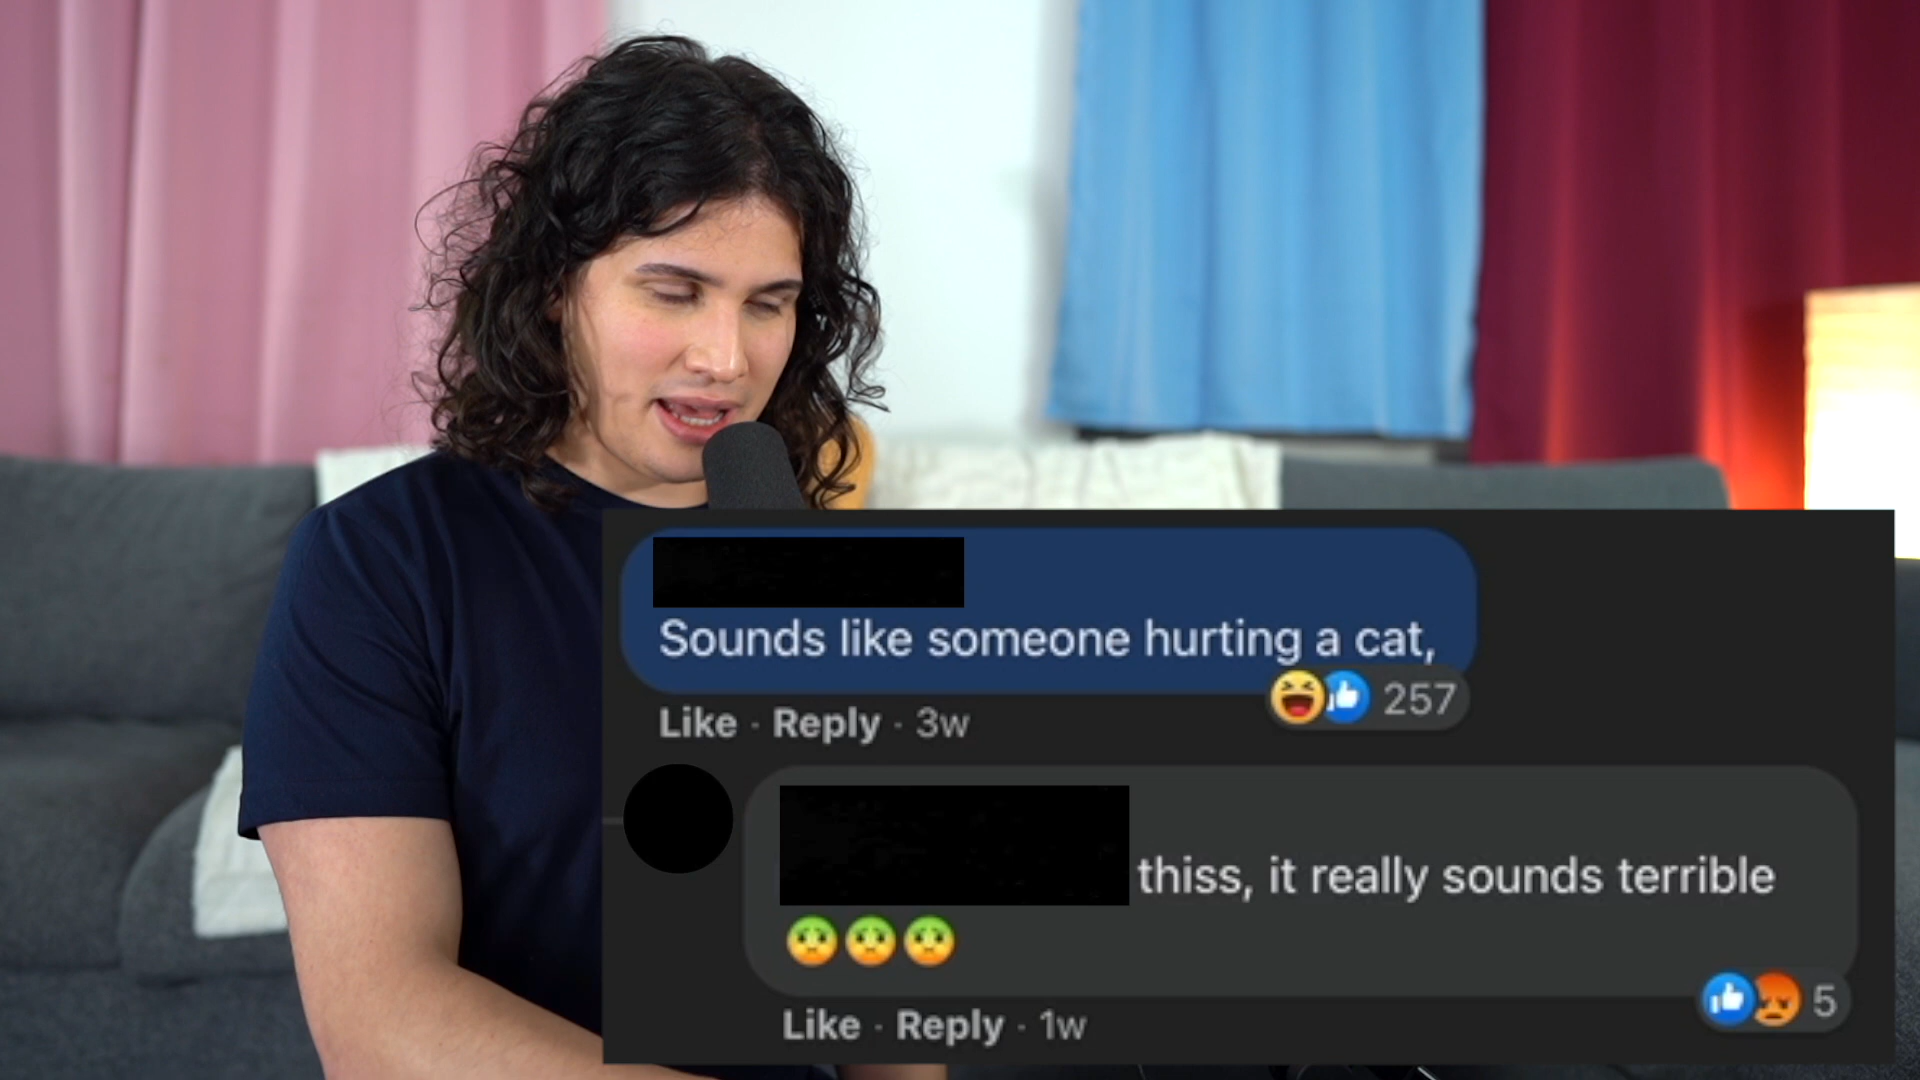 Sounds like someone hurting a cat,
257
Like · Reply · 3w
thiss, it really sounds terrible
🤢🤢🤢
5
Like · Reply · 1w